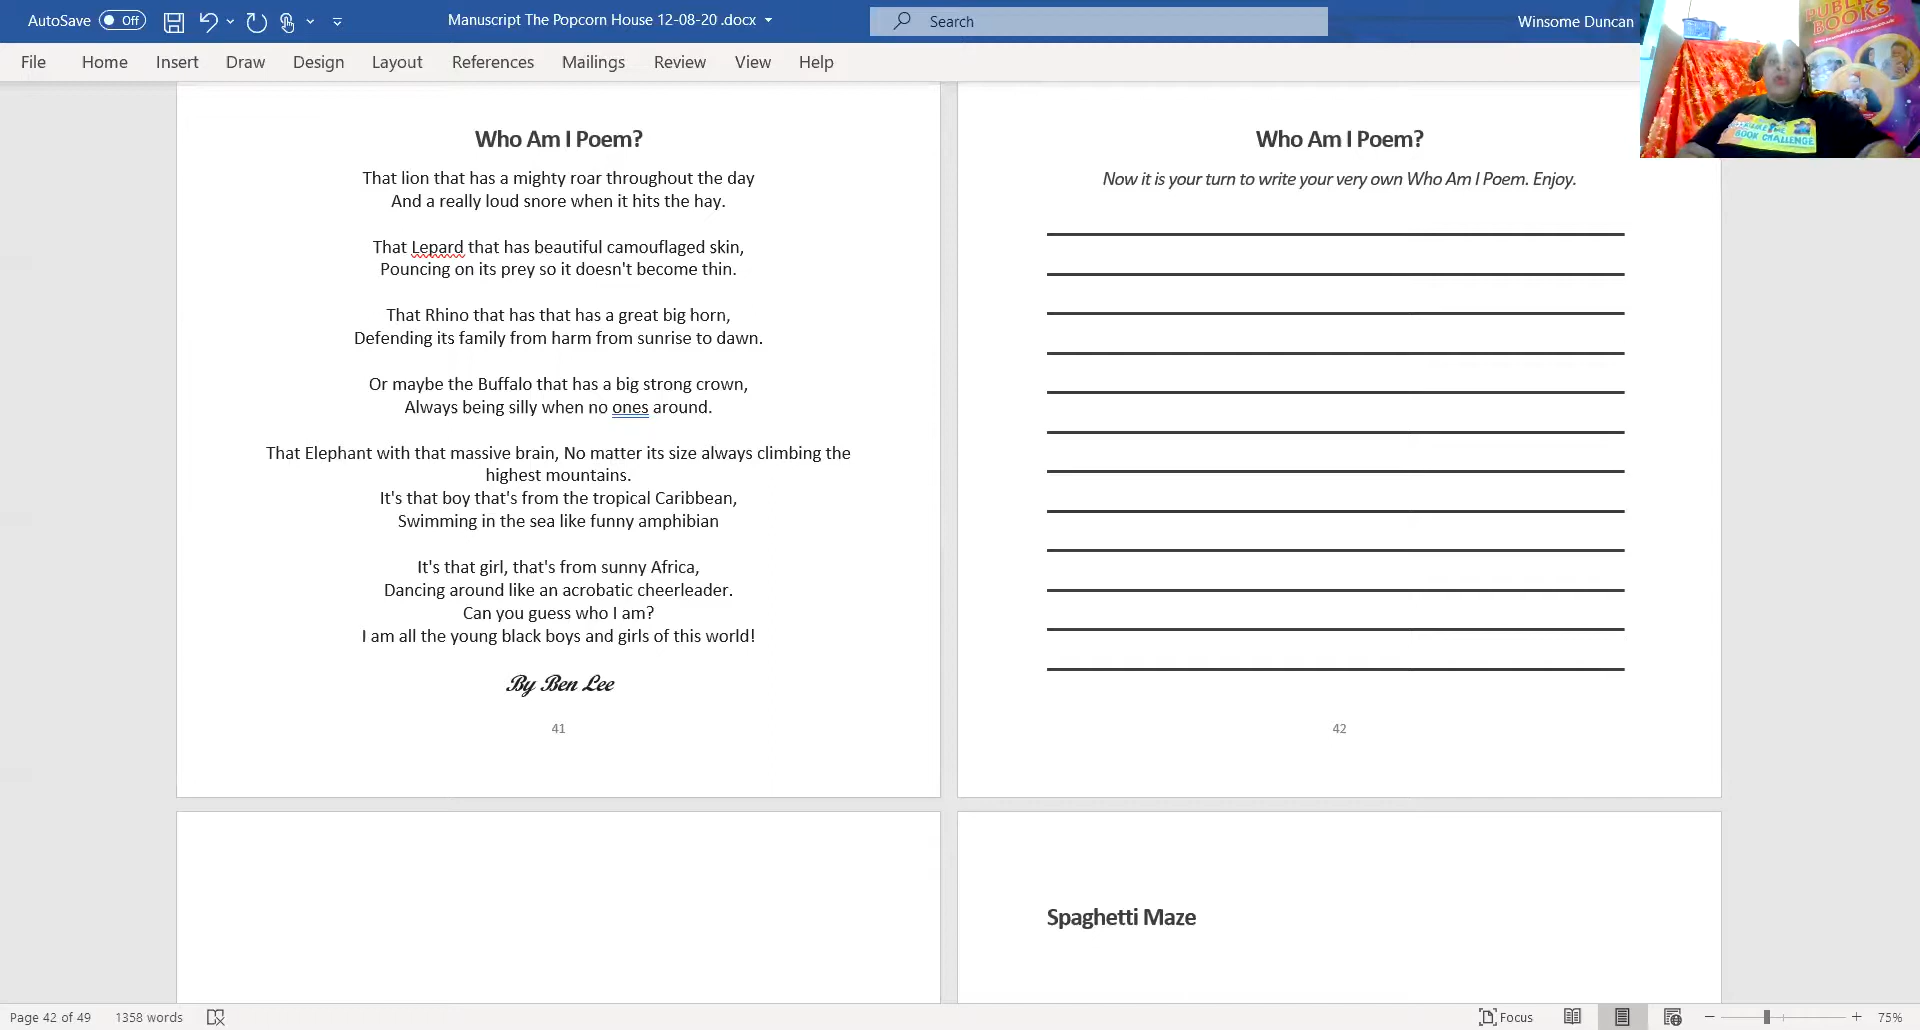 AutoSave Off
Manuscript The Popcorn House 12-08-20 .docx
Search
Winsome Duncan
File Home Insert Draw Design Layout References Mailings Review View Help
PUBLI
BOOKS
BOOK CHALLENGE
Who Am I Poem?
That lion that has a mighty roar throughout the day
And a really loud snore when it hits the hay.
That Lepard that has beautiful camouflaged skin,
Pouncing on its prey so it doesn't become thin.
That Rhino that has that has a great big horn,
Defending its family from harm from sunrise to dawn.
Or maybe the Buffalo that has a big strong crown,
Always being silly when no ones around.
That Elephant with that massive brain, No matter its size always climbing the
highest mountains.
It's that boy that's from the tropical Caribbean,
Swimming in the sea like funny amphibian
It's that girl, that's from sunny Africa,
Dancing around like an acrobatic cheerleader.
Can you guess who I am?
I am all the young black boys and girls of this world!
By Ben Lee
41
Who Am I Poem?
Now it is your turn to write your very own Who Am I Poem. Enjoy.
42
Spaghetti Maze
Page 42 of 49 1358 words
Focus
75%